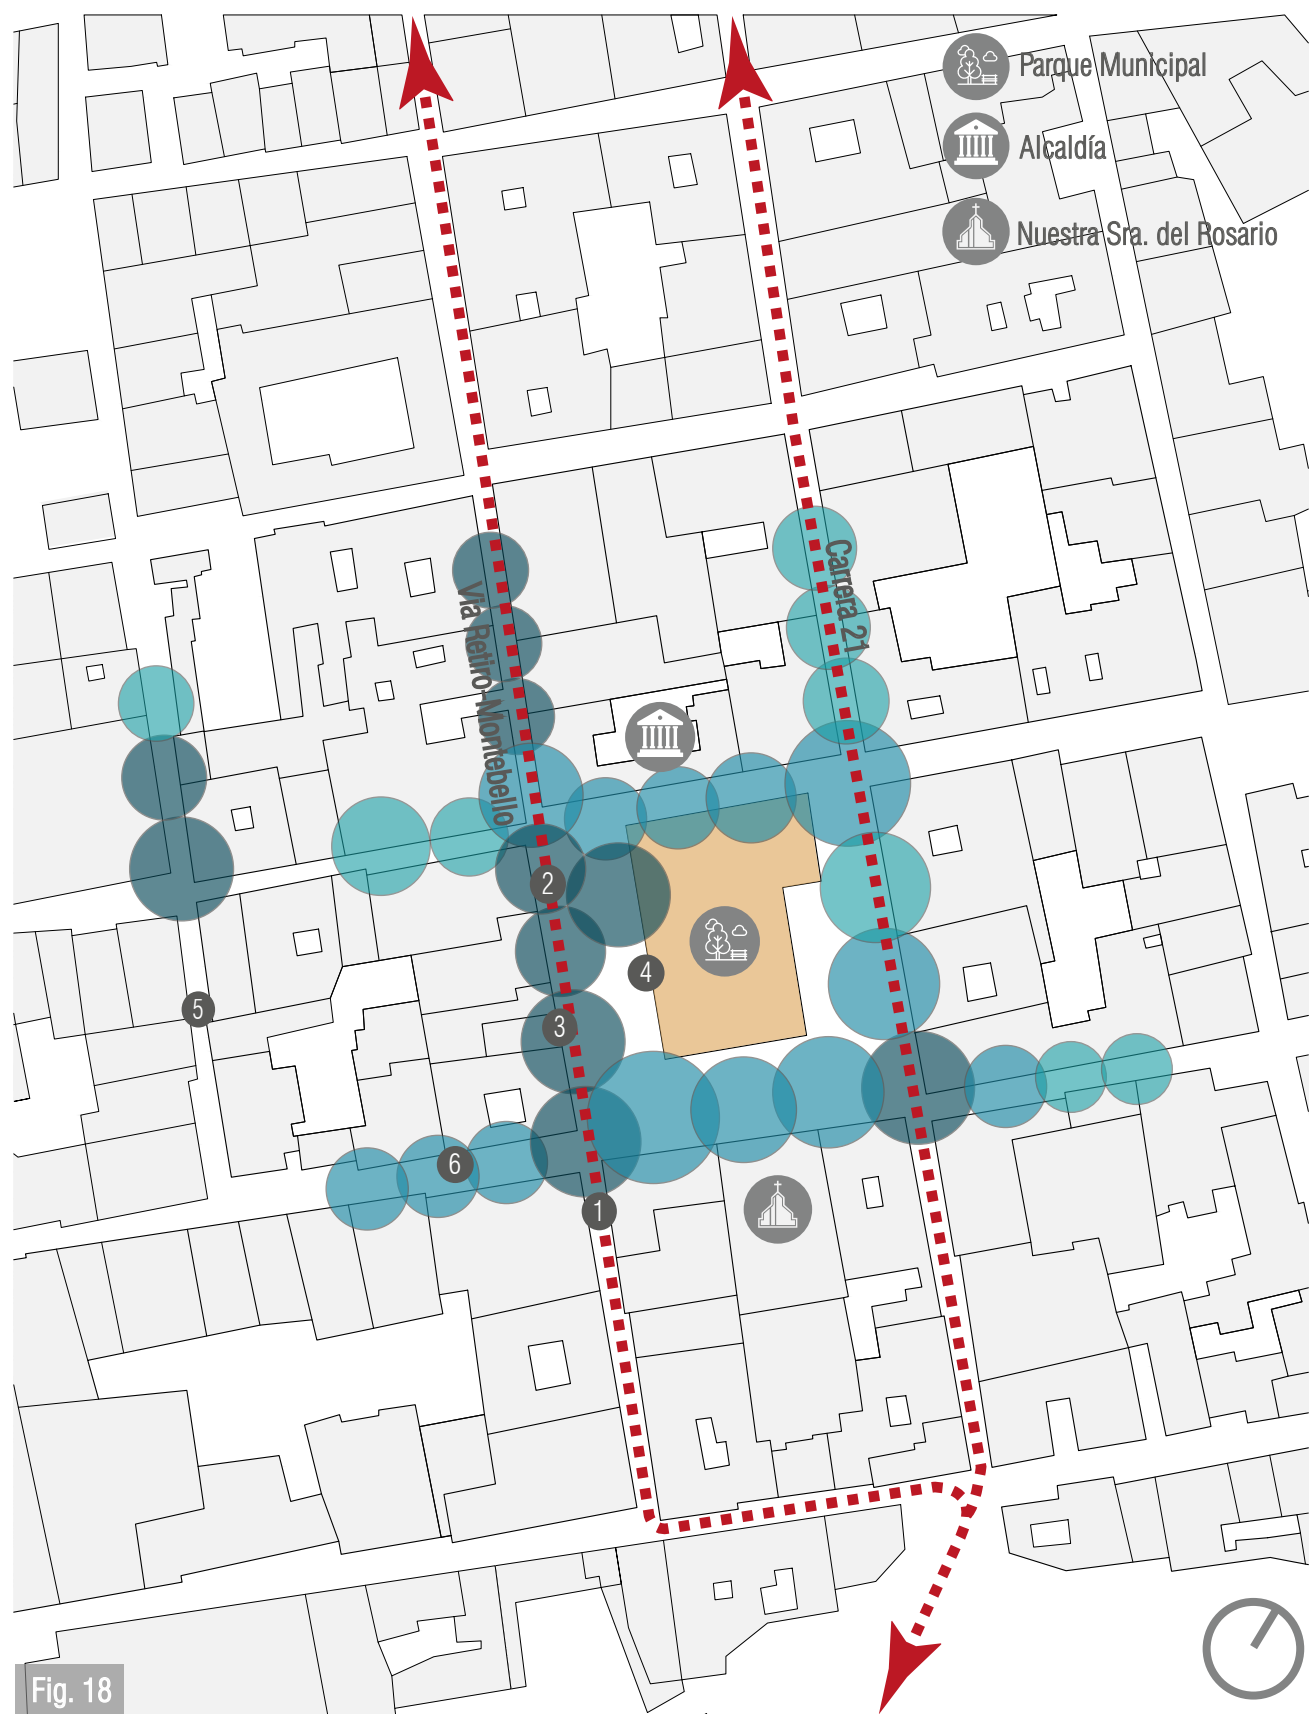 Parque Municipal
Alcaldía
Nuestra Sra. del Rosario
Carrera 21
Via Retiro-Montebello
2
4
5
3
6
1
Fig. 18